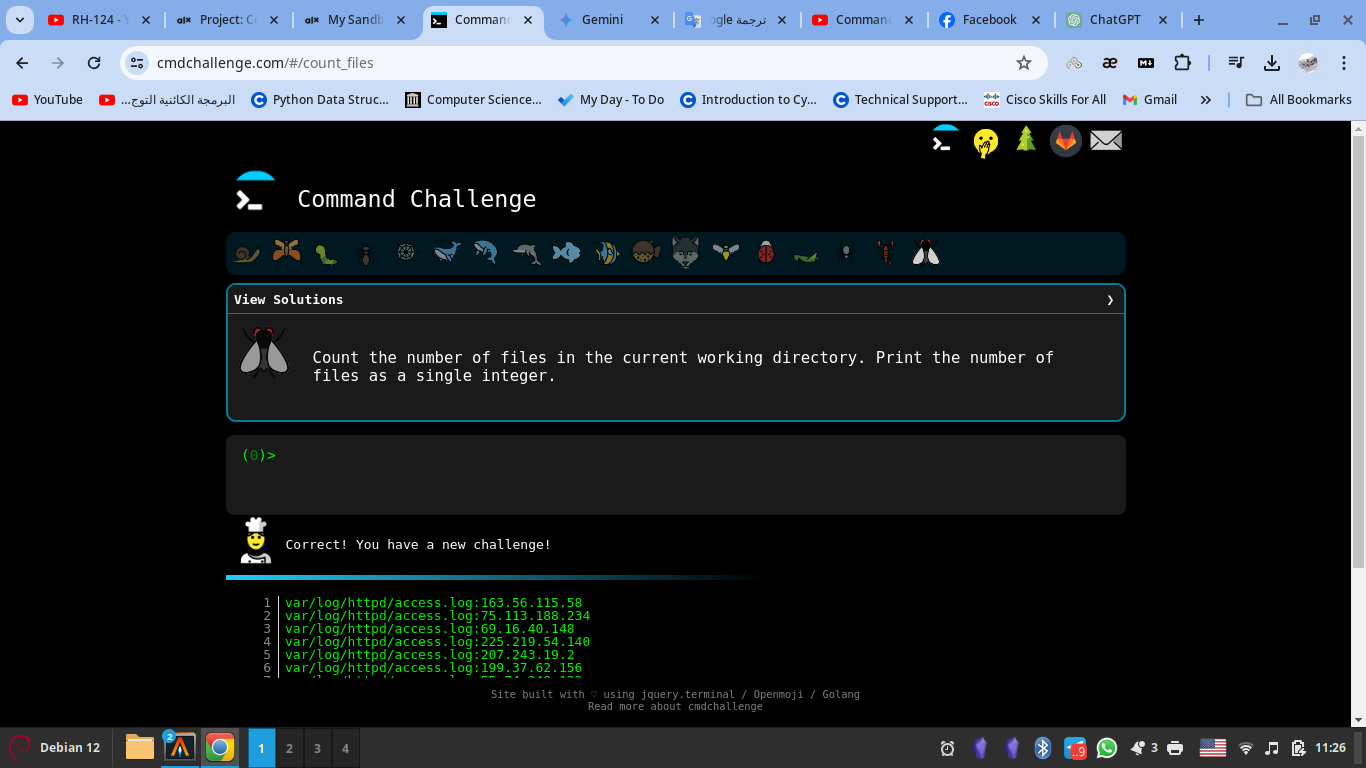 RH-124 - Y
Project: C
My Sandb
Command
Gemini
ترجمة ogle
Command
Facebook
ChatGPT
cmdchallenge.com/#/count_files
YouTube
البرمجة الكائنية التوج...
Python Data Struc...
Computer Science...
My Day - To Do
Introduction to Cy...
Technical Support...
Cisco Skills For All
Gmail
All Bookmarks
Command Challenge
View Solutions
Count the number of files in the current working directory. Print the number of
files as a single integer.
(0)>
Correct! You have a new challenge!
1 var/log/httpd/access.log:163.56.115.58
2 var/log/httpd/access.log:75.113.188.234
3 var/log/httpd/access.log:69.16.40.148
4 var/log/httpd/access.log:225.219.54.140
5 var/log/httpd/access.log:207.243.19.2
6 var/log/httpd/access.log:199.37.62.156
Site built with ♡ using jquery.terminal / Openmoji / Golang
Read more about cmdchallenge
Debian 12
2
1
2
3
4
..9
3
11:26